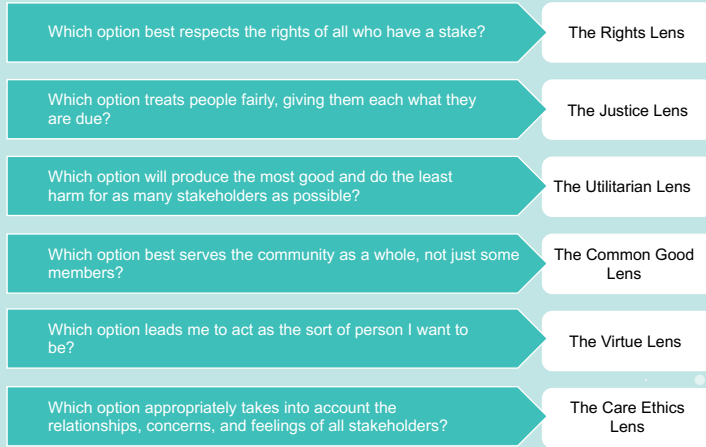 Which option best respects the rights of all who have a stake?
The Rights Lens
Which option treats people fairly, giving them each what they
are due?
The Justice Lens
Which option will produce the most good and do the least
harm for as many stakeholders as possible?
The Utilitarian Lens
Which option best serves the community as a whole, not just some
members?
The Common Good
Lens
Which option leads me to act as the sort of person I want to
be?
The Virtue Lens
Which option appropriately takes into account the
relationships, concerns, and feelings of all stakeholders?
The Care Ethics
Lens